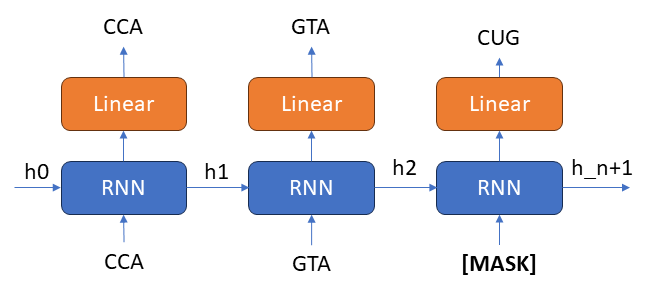 CCA GTA CUG
Linear Linear Linear
h0 h1 h2 h_n+1
RNN RNN RNN
CCA GTA [MASK]